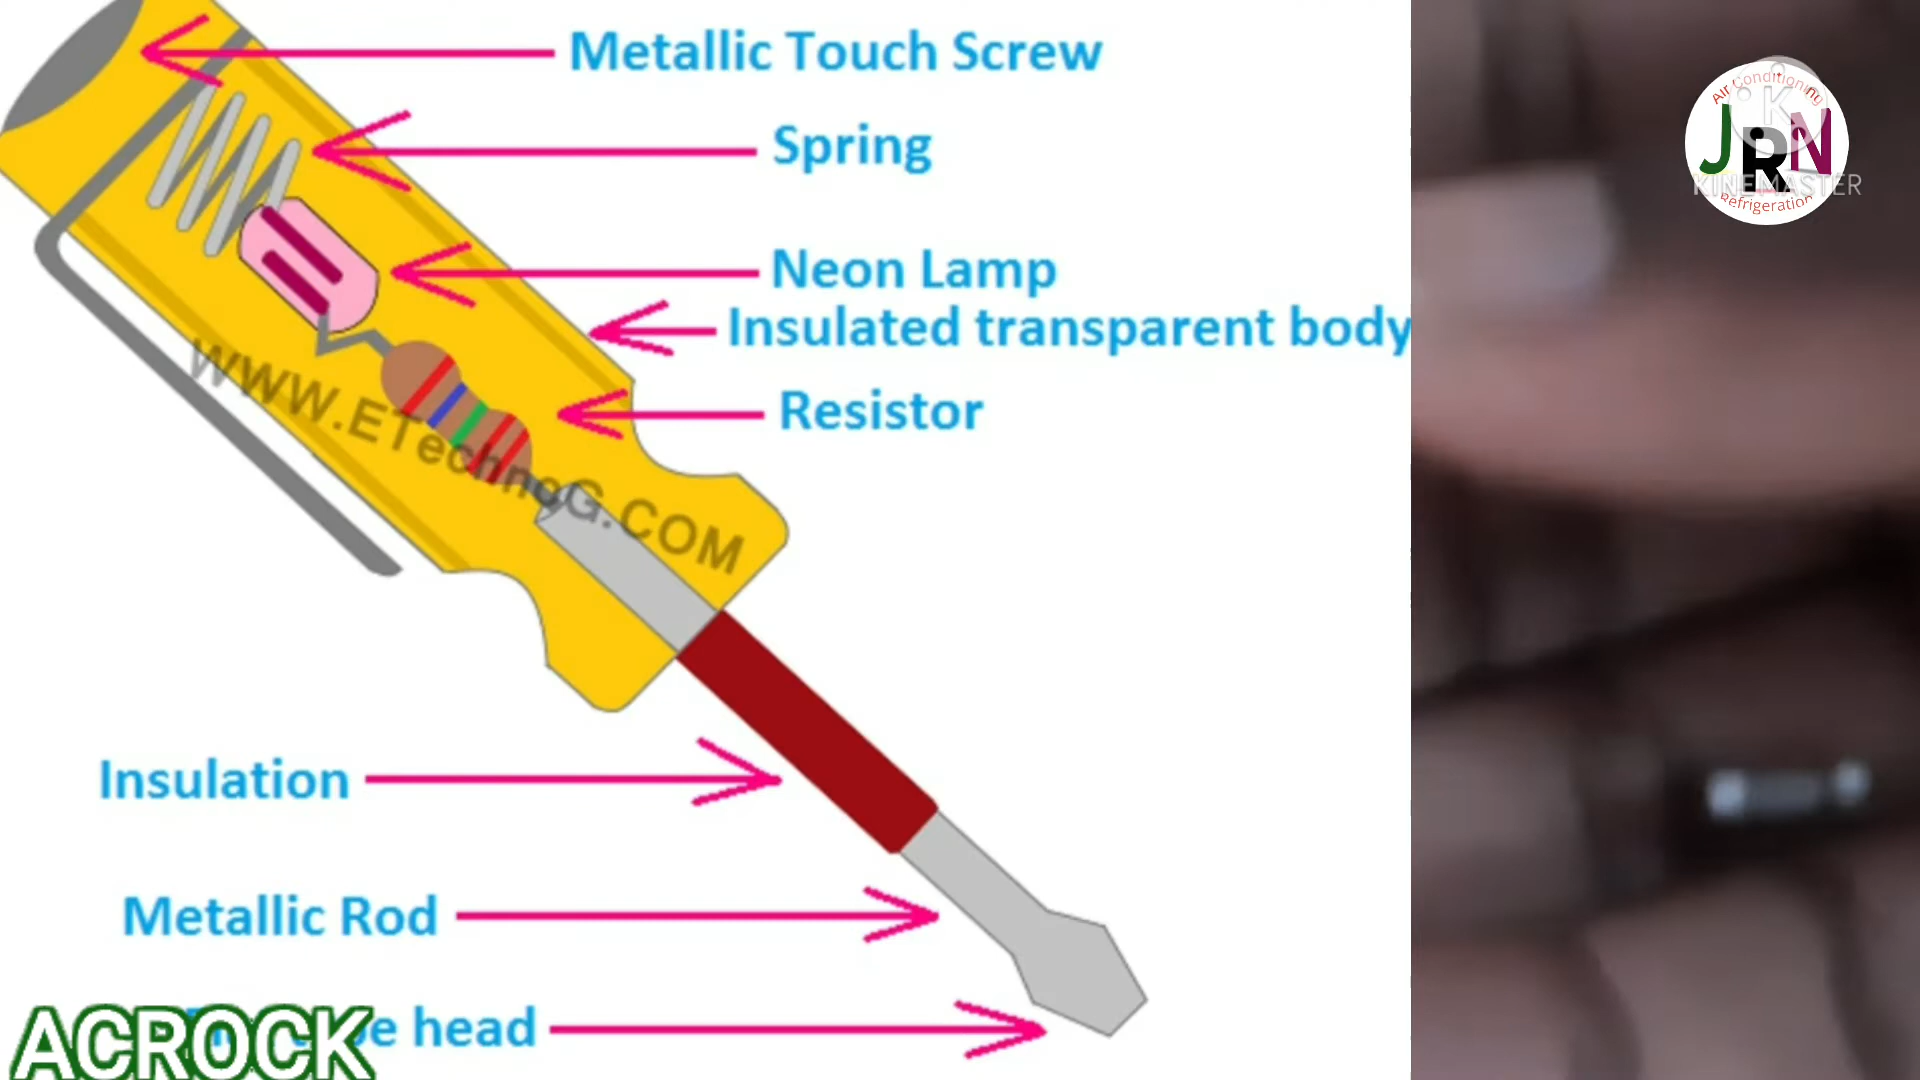 Metallic Touch Screw
Spring
Neon Lamp
Insulated transparent body
Resistor
WWW.ETechnoG.COM
Insulation
Metallic Rod
head
ACROCK
Air Conditioning
K
JRN
KINEMASTER
Refrigeration